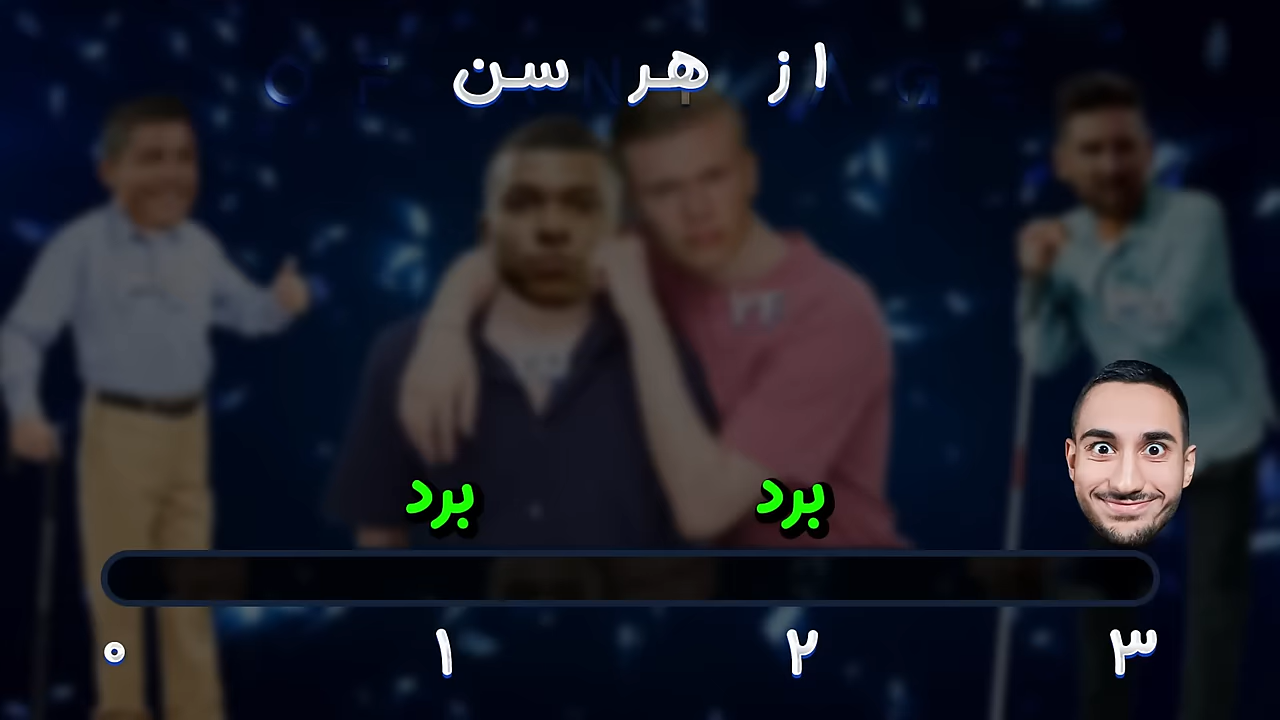 از هر سن
برد برد
۰ ۱ ۲ ۳